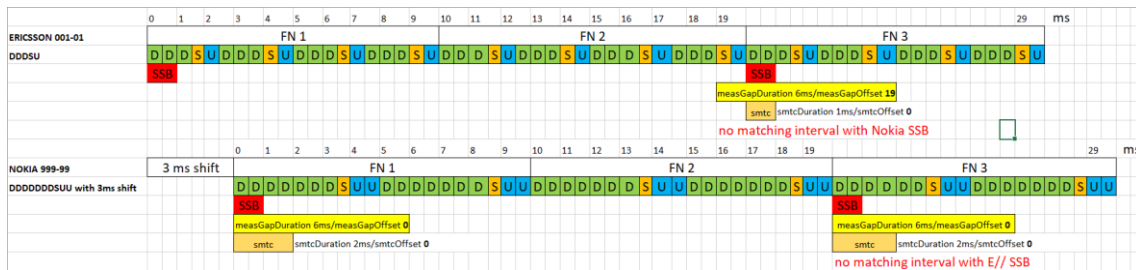 0 1 2 3 4 5 6 7 8 9 10 11 12 13 14 15 16 17 18 19 29 ms
ERICSSON 001-01 FN 1 FN 2 FN 3
DDDSU D D D S U D D D S U D D D S U D D D S U D D D S U D D D S U D D D S U D D D S U D D D S U D D D S U D D D S U D D D S U
SSB SSB
measGapDuration 6ms/measGapOffset 19
smtc smtcDuration 1ms/smtcOffset 0
no matching interval with Nokia SSB
0 1 2 3 4 5 6 7 8 9 10 11 12 13 14 15 16 17 18 19 29 ms
NOKIA 999-99 3 ms shift FN 1 FN 2 FN 3
DDDDDDDSUU with 3ms shift D D D D D D D S U U D D D D D D D S U U D D D D D D D S U U D D D D D D D S U U D D D D D D D S U U D D D D D D D S U U
SSB SSB
measGapDuration 6ms/measGapOffset 0 measGapDuration 6ms/measGapOffset 0
smtc smtcDuration 2ms/smtcOffset 0 smtc smtcDuration 2ms/smtcOffset 0
no matching interval with E// SSB